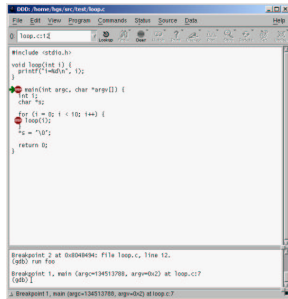 DDD: /home/hgs/src/test/loop.c
File Edit View Program Commands Status Source Data Help
loop.c:12
#include <stdio.h>
void loop(int i) {
printf("i=%d\n", i);
}
main(int argc, char *argv[]) {
int i;
char *s;
for (i = 0; i < 10; i++) {
loop(i);
}
*s = "\0";
return 0;
}
Breakpoint 2 at 0x8048494: file loop.c, line 12.
(gdb) run foo
Breakpoint 1, main (argc=134513788, argv=0x2) at loop.c:7
(gdb)
Breakpoint 1, main (argc=134513788, argv=0x2) at loop.c:7